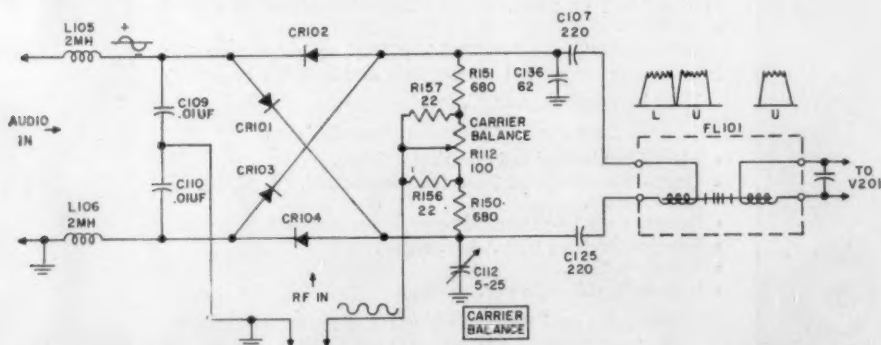 L105
2MH
+
-
CR102
C107
220
C109
.01UF
CR101
R157
22
R151
680
C136
62
AUDIO
IN
CARRIER
BALANCE
R112
100
L
U
U
FL101
CR103
C110
.01UF
L106
2MH
CR104
R156
22
R150
680
TO
V201
RF IN
C112
5-25
C125
220
CARRIER
BALANCE